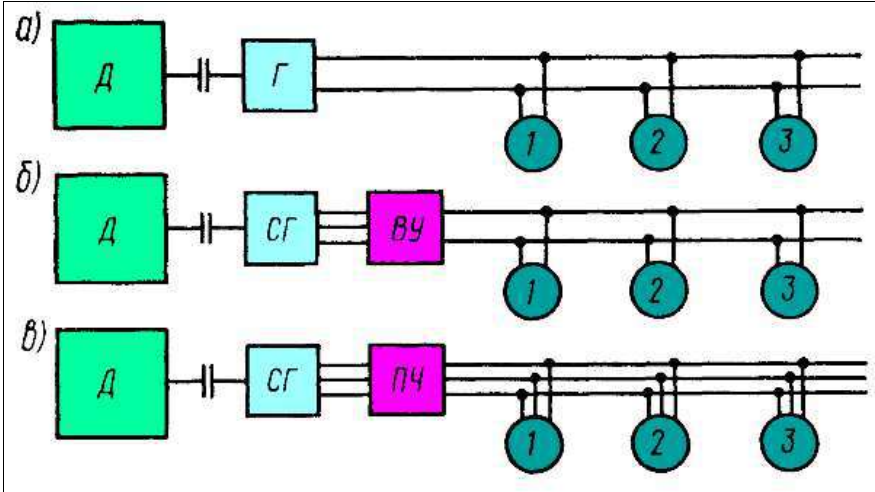 а)
Д Г
1 2 3
б)
Д СГ ВУ
1 2 3
в)
Д СГ ПЧ
1 2 3